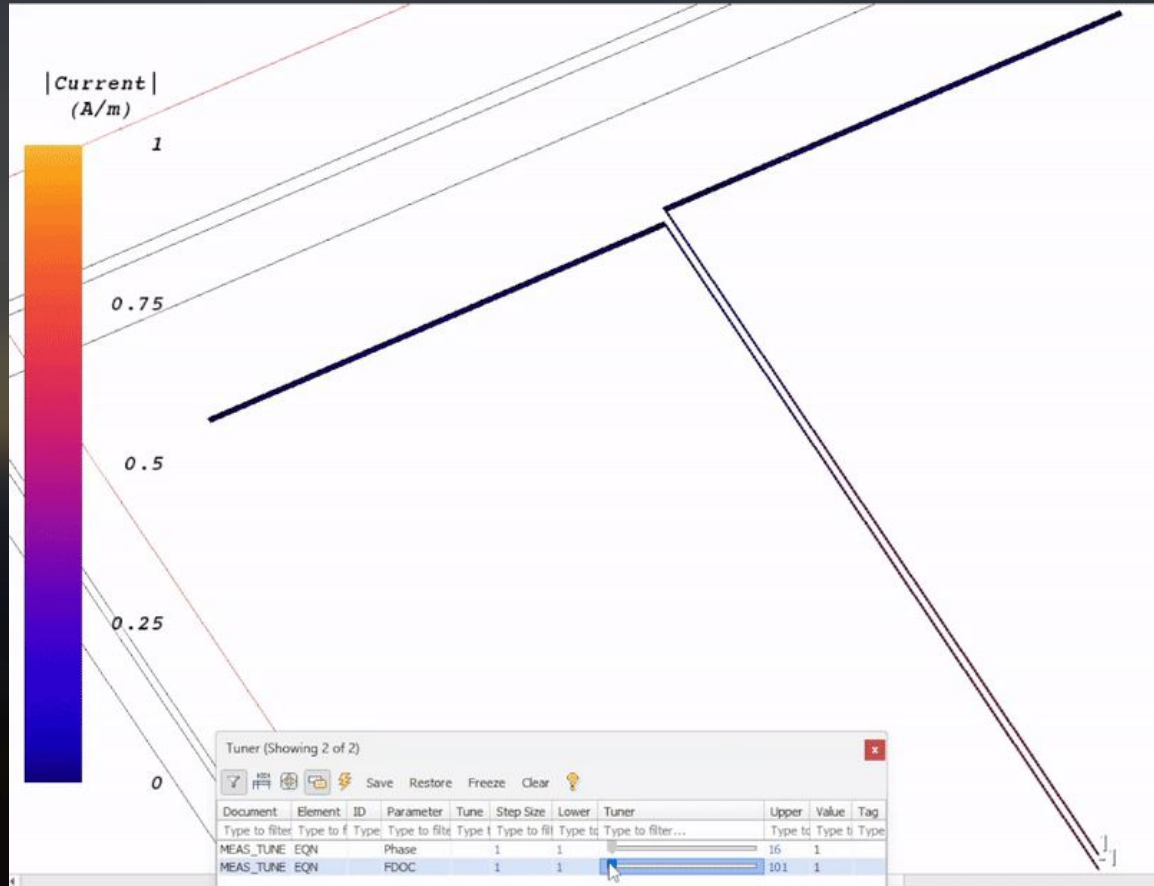 |Current|
(A/m)
1
0.75
0.5
0.25
0
Tuner (Showing 2 of 2)
Save Restore Freeze Clear
Document Element ID Parameter Tune Step Size Lower Tuner Upper Value Tag
Type to filter Type to f Type Type to filte Type t Type to fil Type to Type to filter... Type to Type t Type
MEAS_TUNE EQN Phase 1 1 16 1
MEAS_TUNE EQN FDOC 1 1 101 1
1
-1